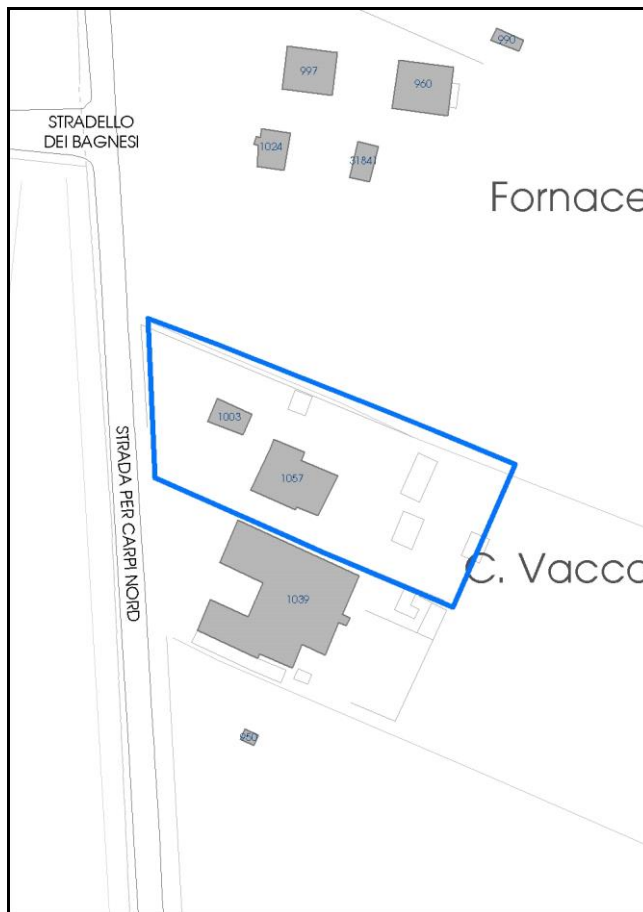 990
997
960
STRADELLO
DEI BAGNESI
1024
31841
Fornace
1003
1057
STRADA PER CARPI NORD
C. Vacca
1039
950